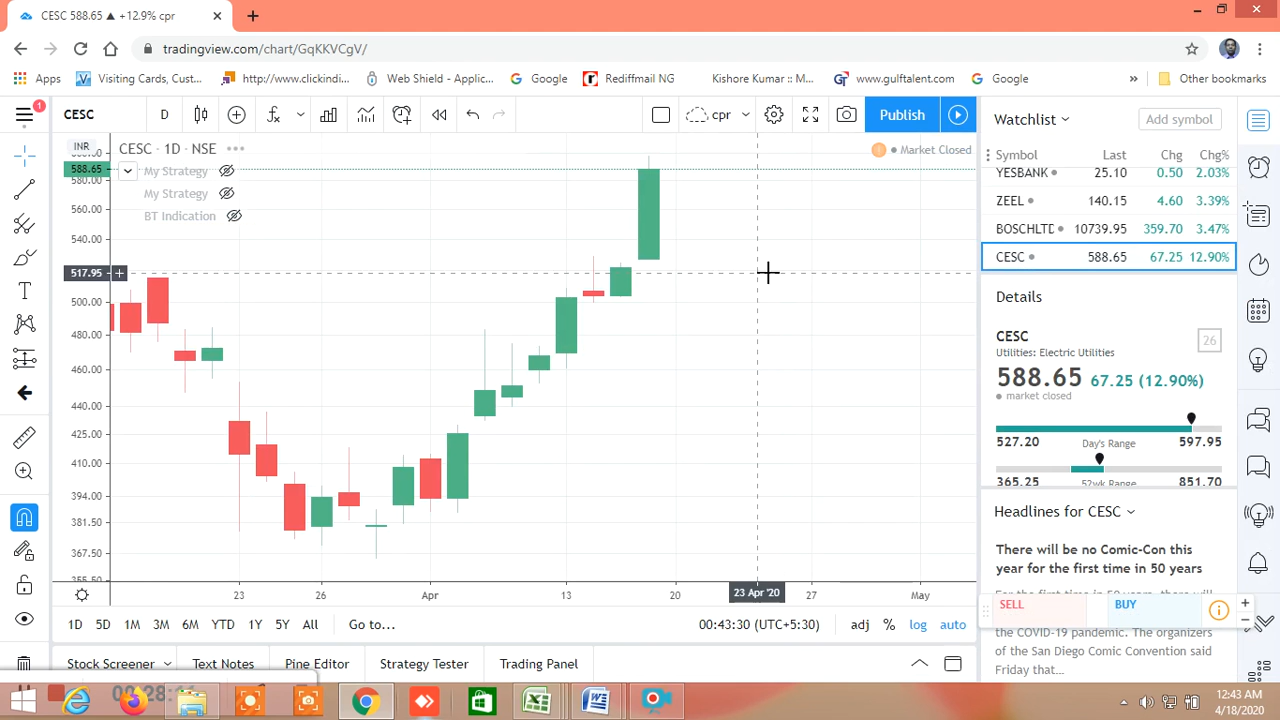 CESC 588.65 ▲ +12.9% cpr
tradingview.com/chart/GqKKVCgV/
Apps Visiting Cards, Cust... http://www.clickindi... Web Shield - Applic... Google Rediffmail NG Kishore Kumar :: M... www.gulftalent.com Google » Other bookmarks
1 CESC D cpr Publish
Watchlist Add symbol
INR CESC · 1D · NSE Market Closed
Symbol Last Chg Chg%
My Strategy
My Strategy
BT Indication
YESBANK 25.10 0.50 2.03%
ZEEL 140.15 4.60 3.39%
BOSCHLTD 10739.95 359.70 3.47%
CESC 588.65 67.25 12.90%
588.65
580.00
560.00
540.00
517.95
500.00
480.00
460.00
440.00
425.00
410.00
394.00
381.50
367.50
355.50
23 26 Apr 13 20 23 Apr '20 27 May
Details
CESC 26
Utilities: Electric Utilities
588.65 67.25 (12.90%)
market closed
527.20 Day's Range 597.95
365.25 52wk Range 851.70
Headlines for CESC
There will be no Comic-Con this
year for the first time in 50 years
SELL BUY
the COVID-19 pandemic. The organizers
of the San Diego Comic Convention said
Friday that...
1D 5D 1M 3M 6M YTD 1Y 5Y All Go to... 00:43:30 (UTC+5:30) adj % log auto
Stock Screener Text Notes Pine Editor Strategy Tester Trading Panel
12:43 AM
4/18/2020